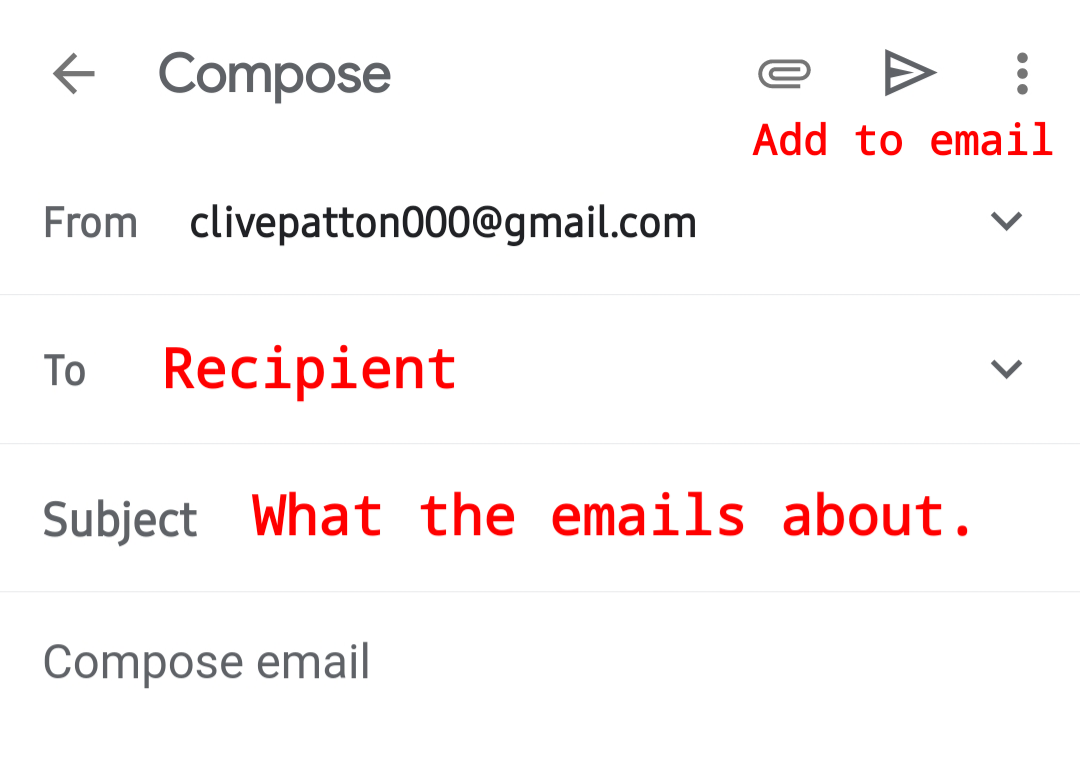 Compose
Add to email
From clivepatton000@gmail.com
To Recipient
Subject What the emails about.
Compose email